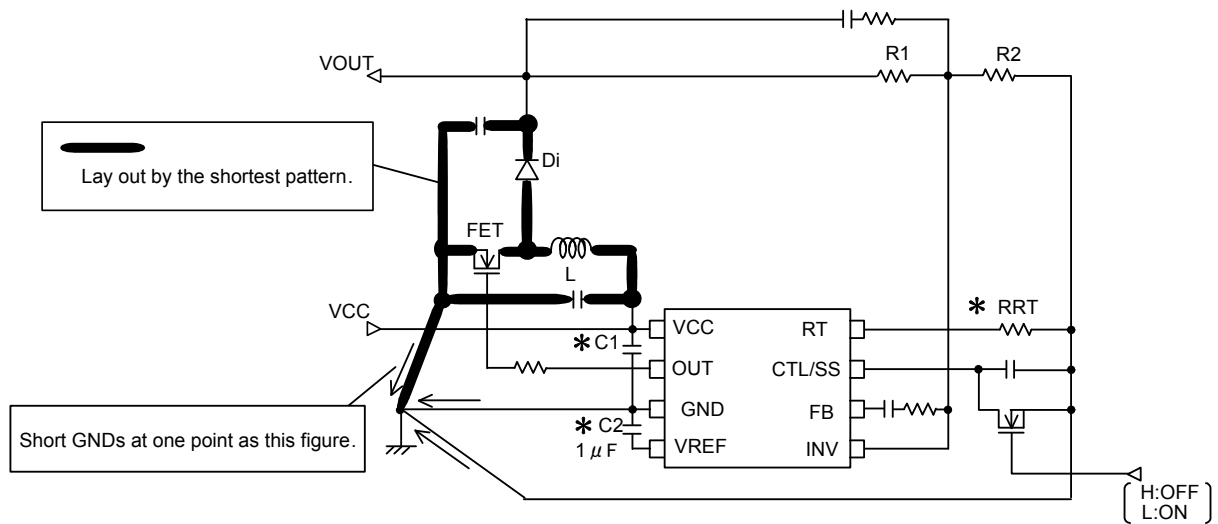 R1
R2
VOUT
Di
Lay out by the shortest pattern.
FET
L
VCC
* C1
VCC
RT
* RRT
OUT
CTL/SS
GND
FB
* C2
1 μ F
VREF
INV
Short GNDs at one point as this figure.
H:OFF
L:ON